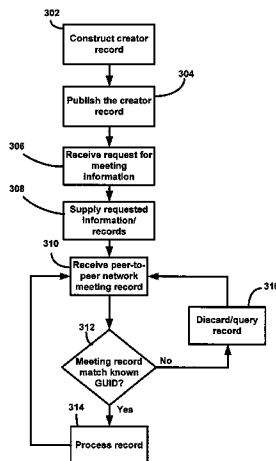 302
Construct creator
record
304
Publish the creator
record
306
Receive request for
meeting
information
308
Supply requested
information/
records
310
Receive peer-to-
peer network
meeting record
316
Discard/query
record
312
Meeting record
match known
GUID?
No
Yes
314
Process record